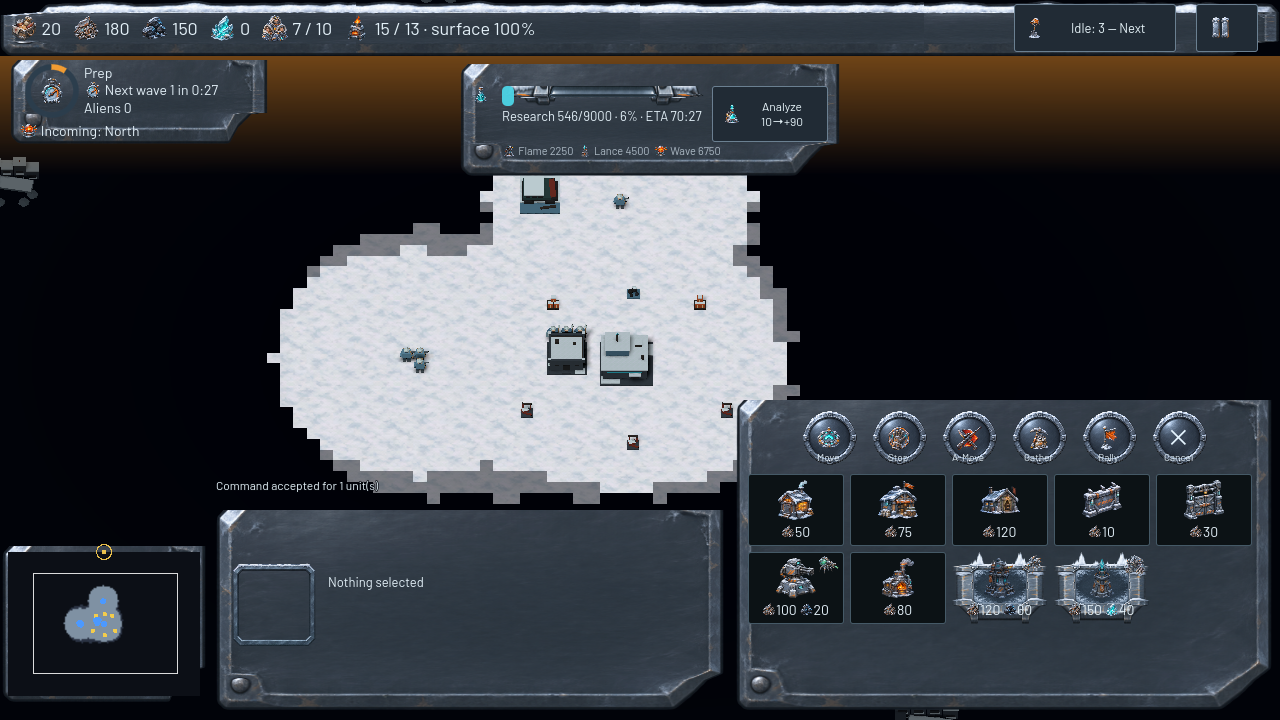 20
180
150
0
7 / 10
15 / 13 · surface 100%
Idle: 3 — Next
Prep
Next wave 1 in 0:27
Aliens 0
Incoming: North
Research 546/9000 · 6% · ETA 70:27
Analyze
10→+90
Flame 2250
Lance 4500
Wave 6750
Command accepted for 1 unit(s)
Nothing selected
Move
Stop
A-Move
Gather
Rally
Cancel
50
75
120
10
30
100
20
80
120
80
150
40